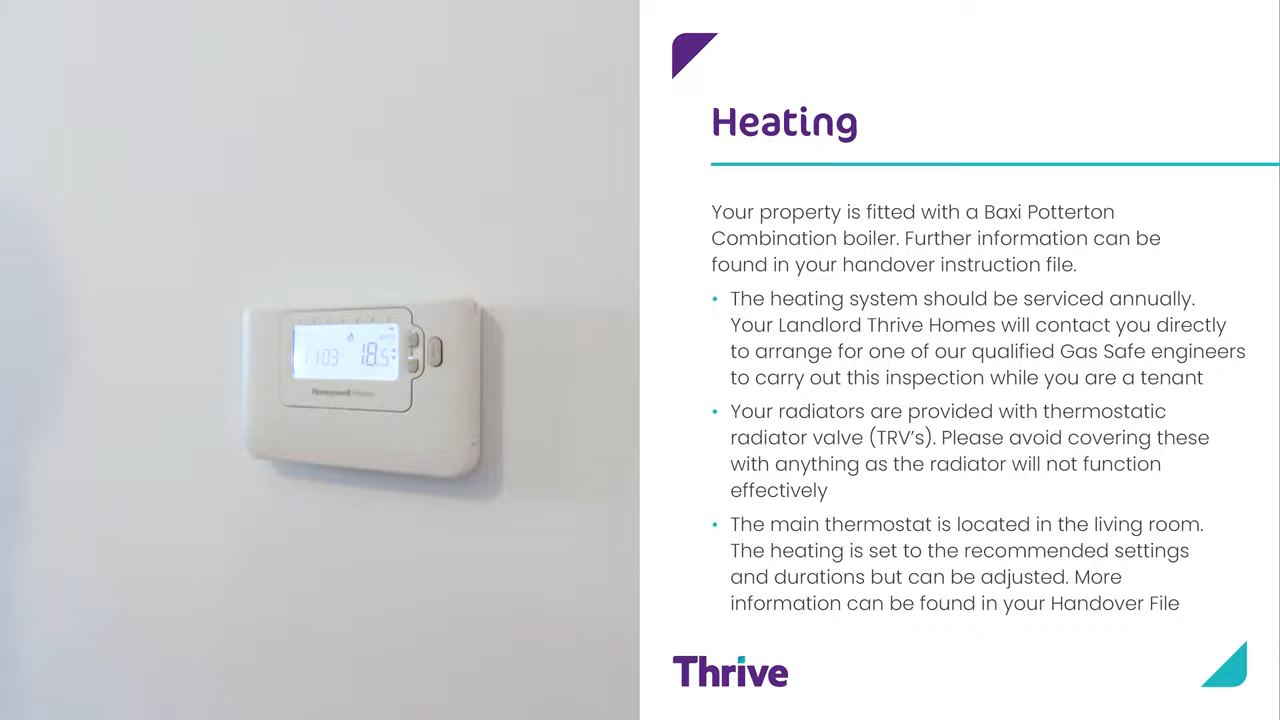 11:03
18.5
Honeywell
Heating
Your property is fitted with a Baxi Potterton
Combination boiler. Further information can be
found in your handover instruction file.
• The heating system should be serviced annually.
Your Landlord Thrive Homes will contact you directly
to arrange for one of our qualified Gas Safe engineers
to carry out this inspection while you are a tenant
• Your radiators are provided with thermostatic
radiator valve (TRV’s). Please avoid covering these
with anything as the radiator will not function
effectively
• The main thermostat is located in the living room.
The heating is set to the recommended settings
and durations but can be adjusted. More
information can be found in your Handover File
Thrive